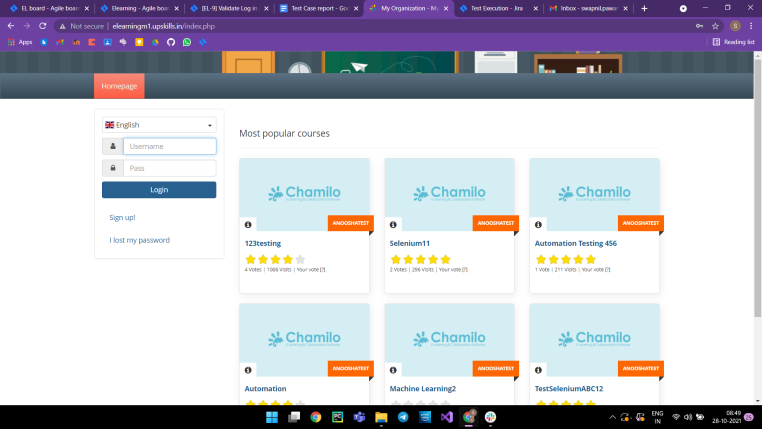 EL board - Agile boar
Elearning - Agile boar
[EL-9] Validate Log in
Test Case report - Goo
My Organization - My
Test Execution - Jira
Inbox - swapnil.pawar
Not secure | elearningm1.upskills.in/index.php
Apps
Reading list
Homepage
English
Username
Pass
Login
Sign up!
I lost my password
Most popular courses
Chamilo
ANOOSHATEST
123testing
4 Votes | 1006 Visits | Your vote [?]
Chamilo
ANOOSHATEST
Selenium11
2 Votes | 296 Visits | Your vote [?]
Chamilo
ANOOSHATEST
Automation Testing 456
1 Vote | 211 Visits | Your vote [?]
Chamilo
ANOOSHATEST
Automation
Chamilo
ANOOSHATEST
Machine Learning2
Chamilo
ANOOSHATEST
TestSeleniumABC12
ENG
IN
08:49
28-10-2021